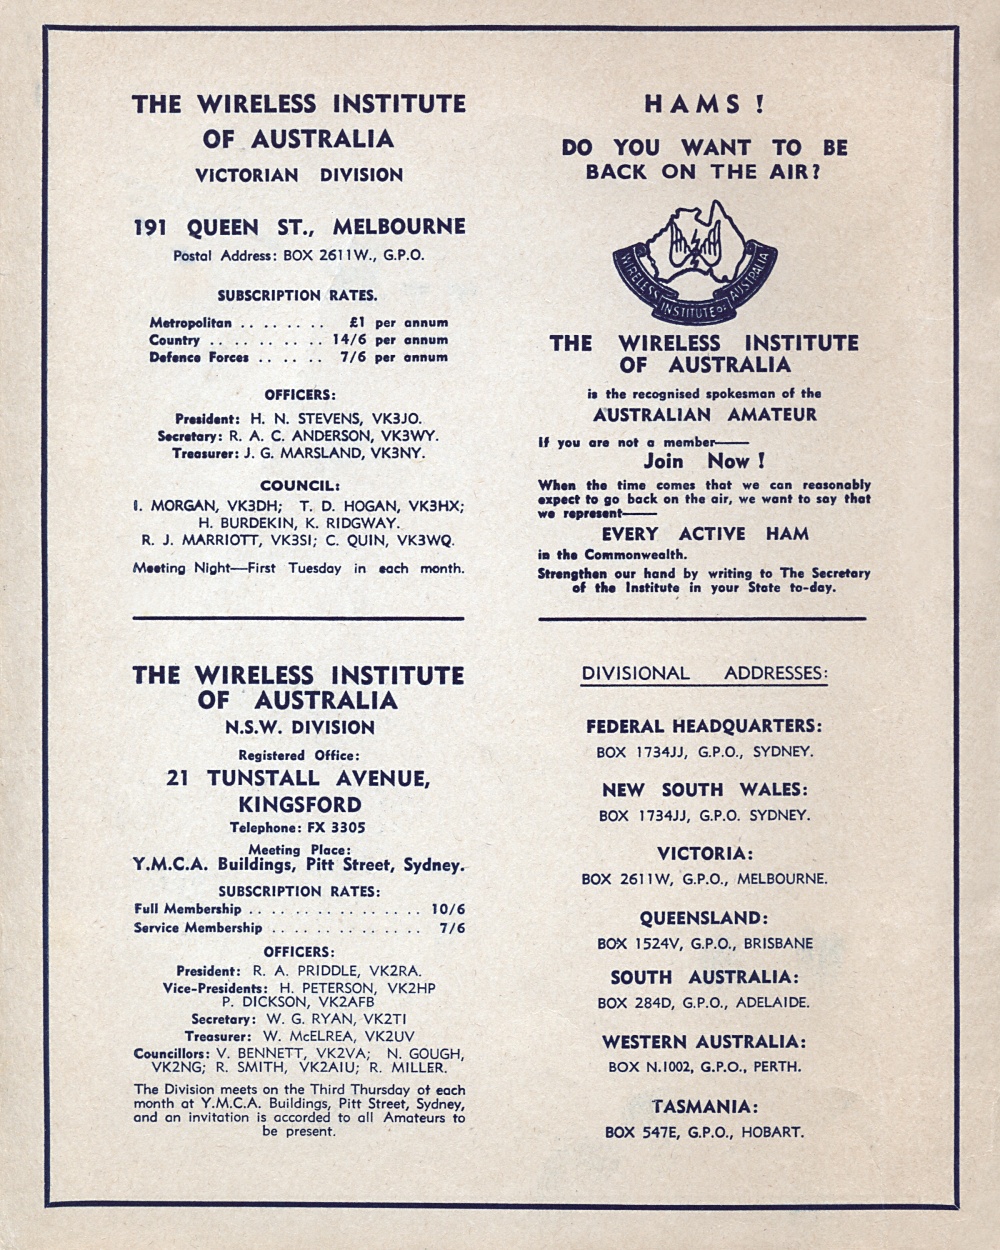 THE WIRELESS INSTITUTE
OF AUSTRALIA
VICTORIAN DIVISION
191 QUEEN ST., MELBOURNE
Postal Address: BOX 2611W., G.P.O.
SUBSCRIPTION RATES.
Metropolitan . . . . . . . . £1 per annum
Country . . . . . . . . . . 14/6 per annum
Defence Forces . . . . . . 7/6 per annum
OFFICERS:
President: H. N. STEVENS, VK3JO.
Secretary: R. A. C. ANDERSON, VK3WY.
Treasurer: J. G. MARSLAND, VK3NY.
COUNCIL:
I. MORGAN, VK3DH; T. D. HOGAN, VK3HX;
H. BURDEKIN, K. RIDGWAY.
R. J. MARRIOTT, VK3SI; C. QUIN, VK3WQ.
Meeting Night—First Tuesday in each month.
HAMS !
DO YOU WANT TO BE
BACK ON THE AIR?
WIRELESS INSTITUTE OF AUSTRALIA
THE WIRELESS INSTITUTE
OF AUSTRALIA
is the recognised spokesman of the
AUSTRALIAN AMATEUR
If you are not a member——
Join Now !
When the time comes that we can reasonably
expect to go back on the air, we want to say that
we represent——
EVERY ACTIVE HAM
in the Commonwealth.
Strengthen our hand by writing to The Secretary
of the Institute in your State to-day.
THE WIRELESS INSTITUTE
OF AUSTRALIA
N.S.W. DIVISION
Registered Office:
21 TUNSTALL AVENUE,
KINGSFORD
Telephone: FX 3305
Meeting Place:
Y.M.C.A. Buildings, Pitt Street, Sydney.
SUBSCRIPTION RATES:
Full Membership . . . . . . . . . . . . . . . . 10/6
Service Membership . . . . . . . . . . . . . . 7/6
OFFICERS:
President: R. A. PRIDDLE, VK2RA.
Vice-Presidents: H. PETERSON, VK2HP
P. DICKSON, VK2AFB
Secretary: W. G. RYAN, VK2TI
Treasurer: W. McELREA, VK2UV
Councillors: V. BENNETT, VK2VA; N. GOUGH,
VK2NG; R. SMITH, VK2AIU; R. MILLER.
The Division meets on the Third Thursday of each
month at Y.M.C.A. Buildings, Pitt Street, Sydney,
and an invitation is accorded to all Amateurs to
be present.
DIVISIONAL ADDRESSES:
FEDERAL HEADQUARTERS:
BOX 1734JJ, G.P.O., SYDNEY.
NEW SOUTH WALES:
BOX 1734JJ, G.P.O. SYDNEY.
VICTORIA:
BOX 2611W, G.P.O., MELBOURNE.
QUEENSLAND:
BOX 1524V, G.P.O., BRISBANE
SOUTH AUSTRALIA:
BOX 284D, G.P.O., ADELAIDE.
WESTERN AUSTRALIA:
BOX N.1002, G.P.O., PERTH.
TASMANIA:
BOX 547E, G.P.O., HOBART.